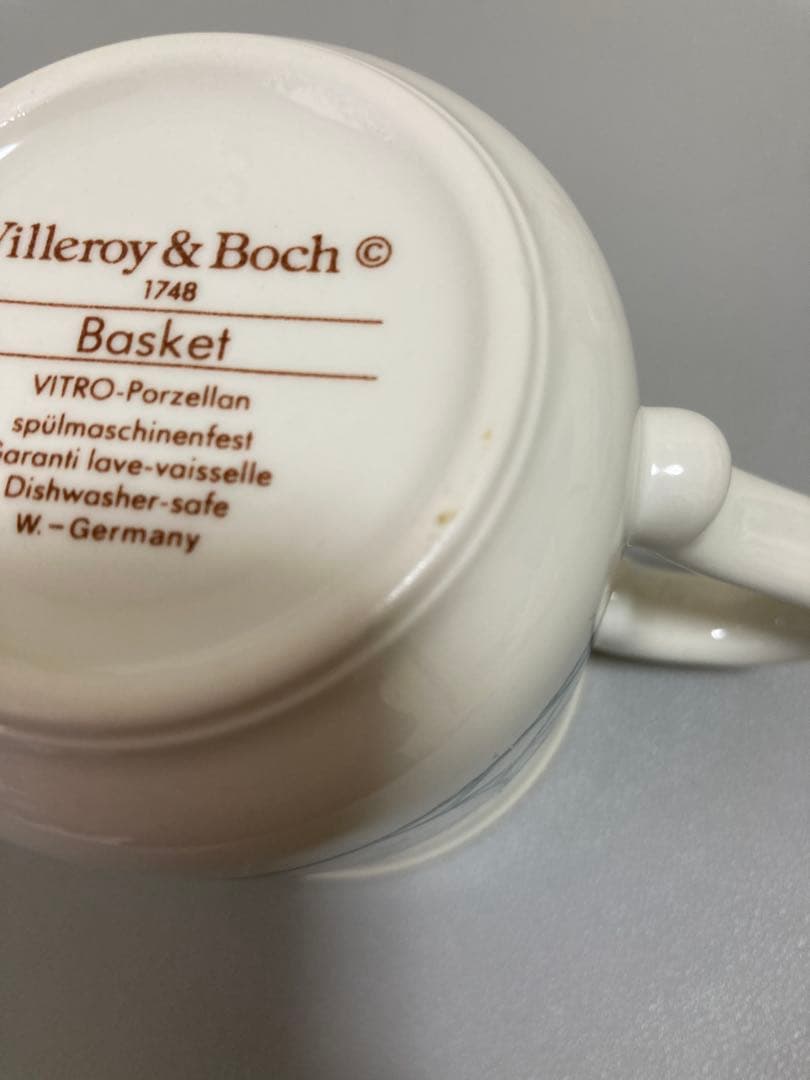 Villeroy & Boch ©
1748
Basket
VITRO-Porzellan
spülmaschinenfest
Garanti lave-vaisselle
Dishwasher-safe
W.-Germany